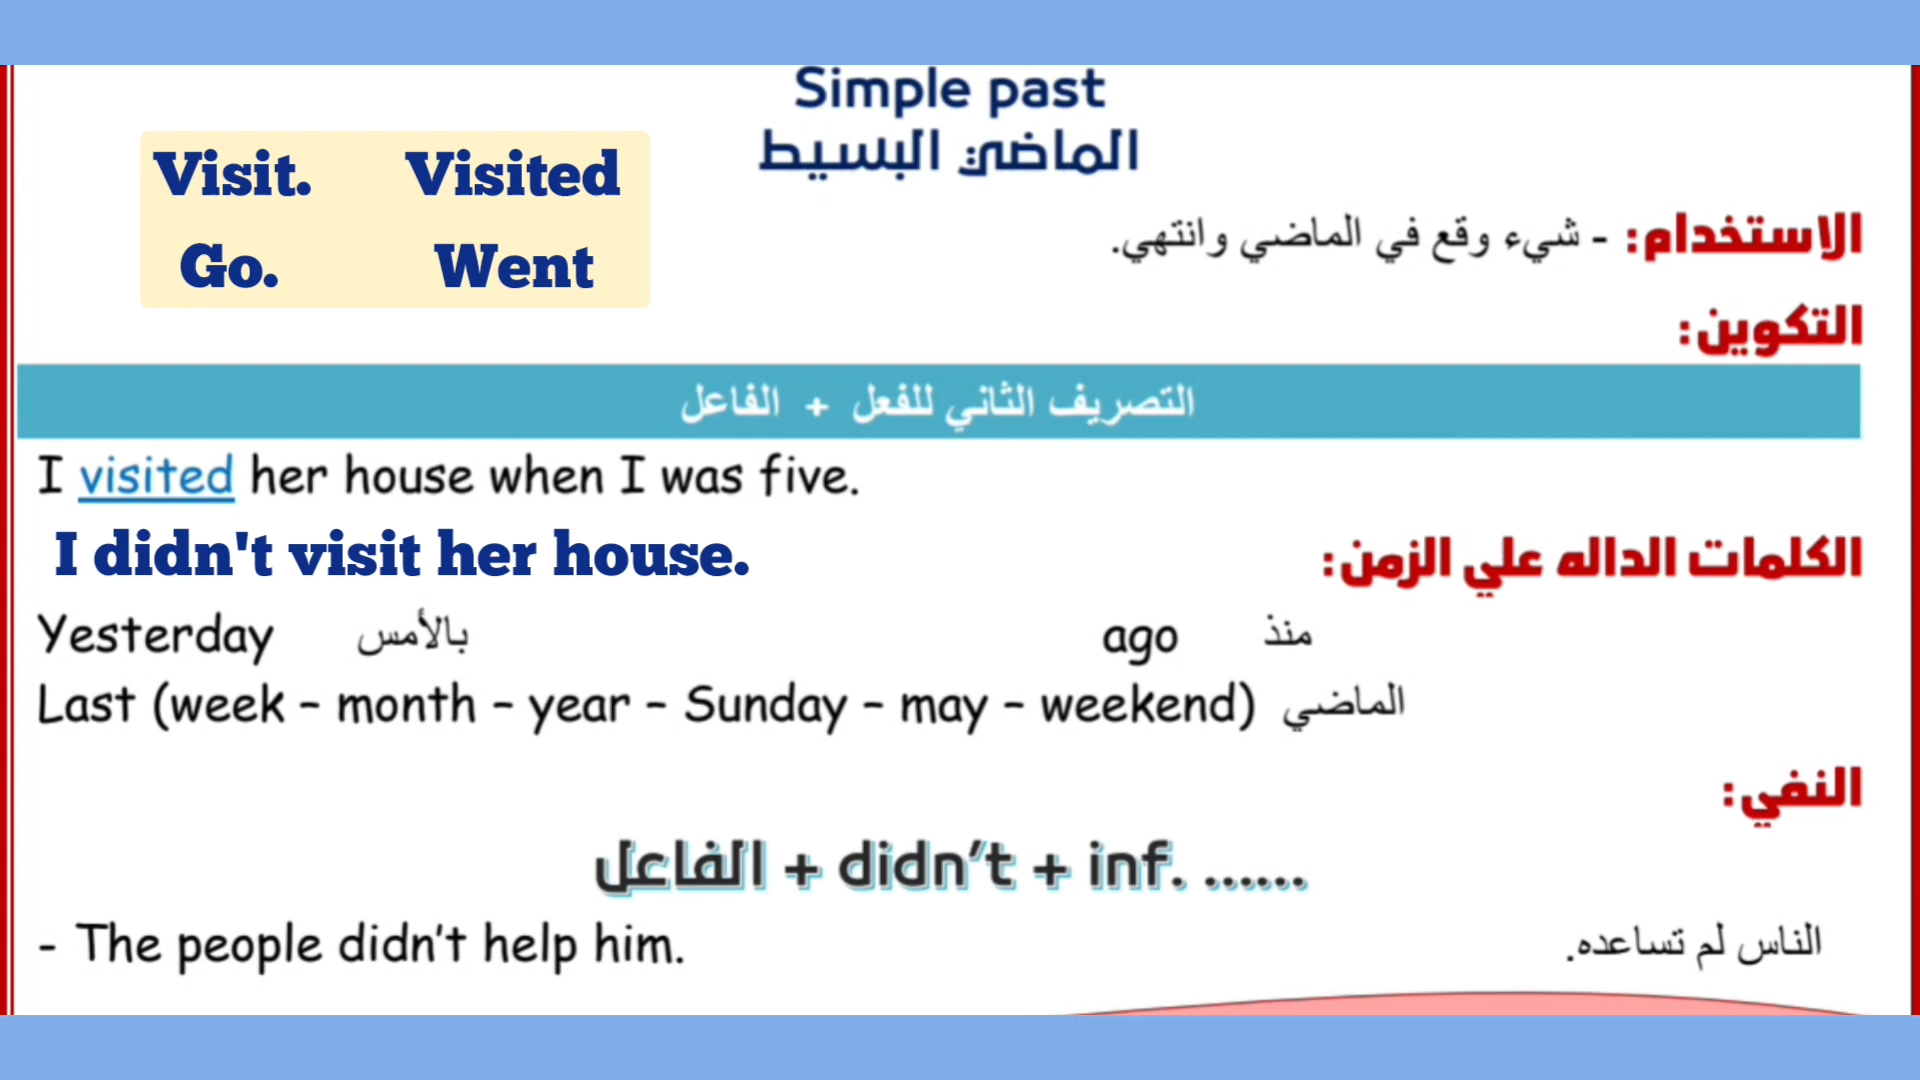 Simple past
الماضي البسيط
Visit. Visited
Go. Went
الاستخدام: - شيء وقع في الماضي وانتهي.
التكوين:
التصريف الثاني للفعل + الفاعل
I visited her house when I was five.
I didn't visit her house.
الكلمات الداله علي الزمن:
Yesterday بالأمس ago منذ
Last (week – month – year – Sunday – may – weekend) الماضي
النفي:
الفاعل + didn’t + inf. ......
- The people didn’t help him. الناس لم تساعده.